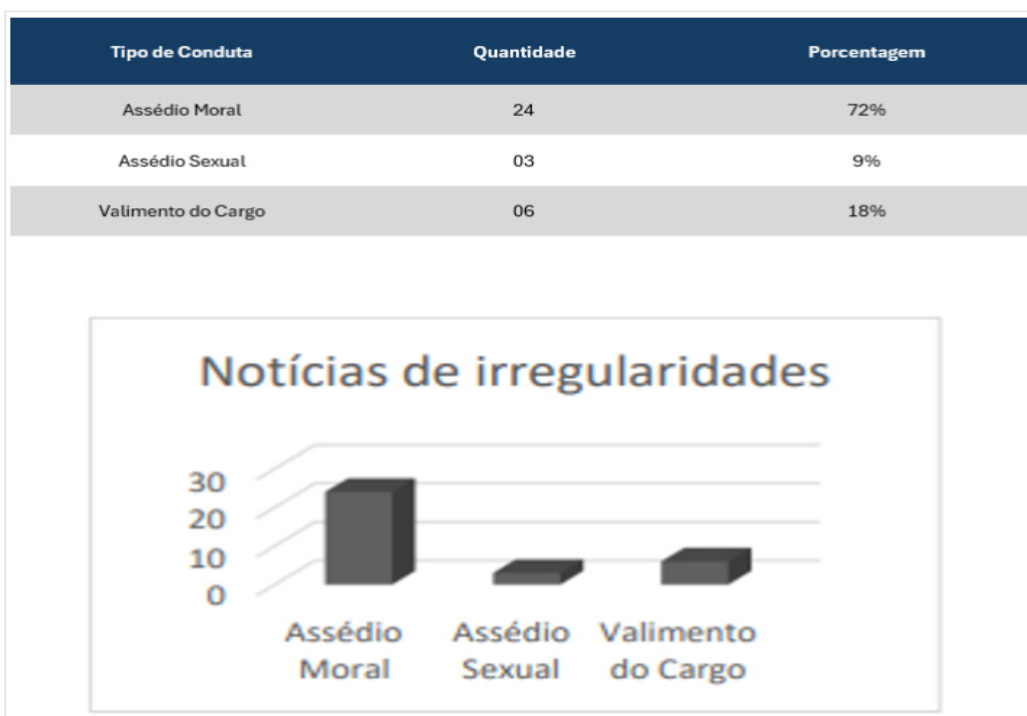 Tipo de Conduta Quantidade Porcentagem
Assédio Moral 24 72%
Assédio Sexual 03 9%
Valimento do Cargo 06 18%
Notícias de irregularidades
30
20
10
0
Assédio Assédio Valimento
Moral Sexual do Cargo